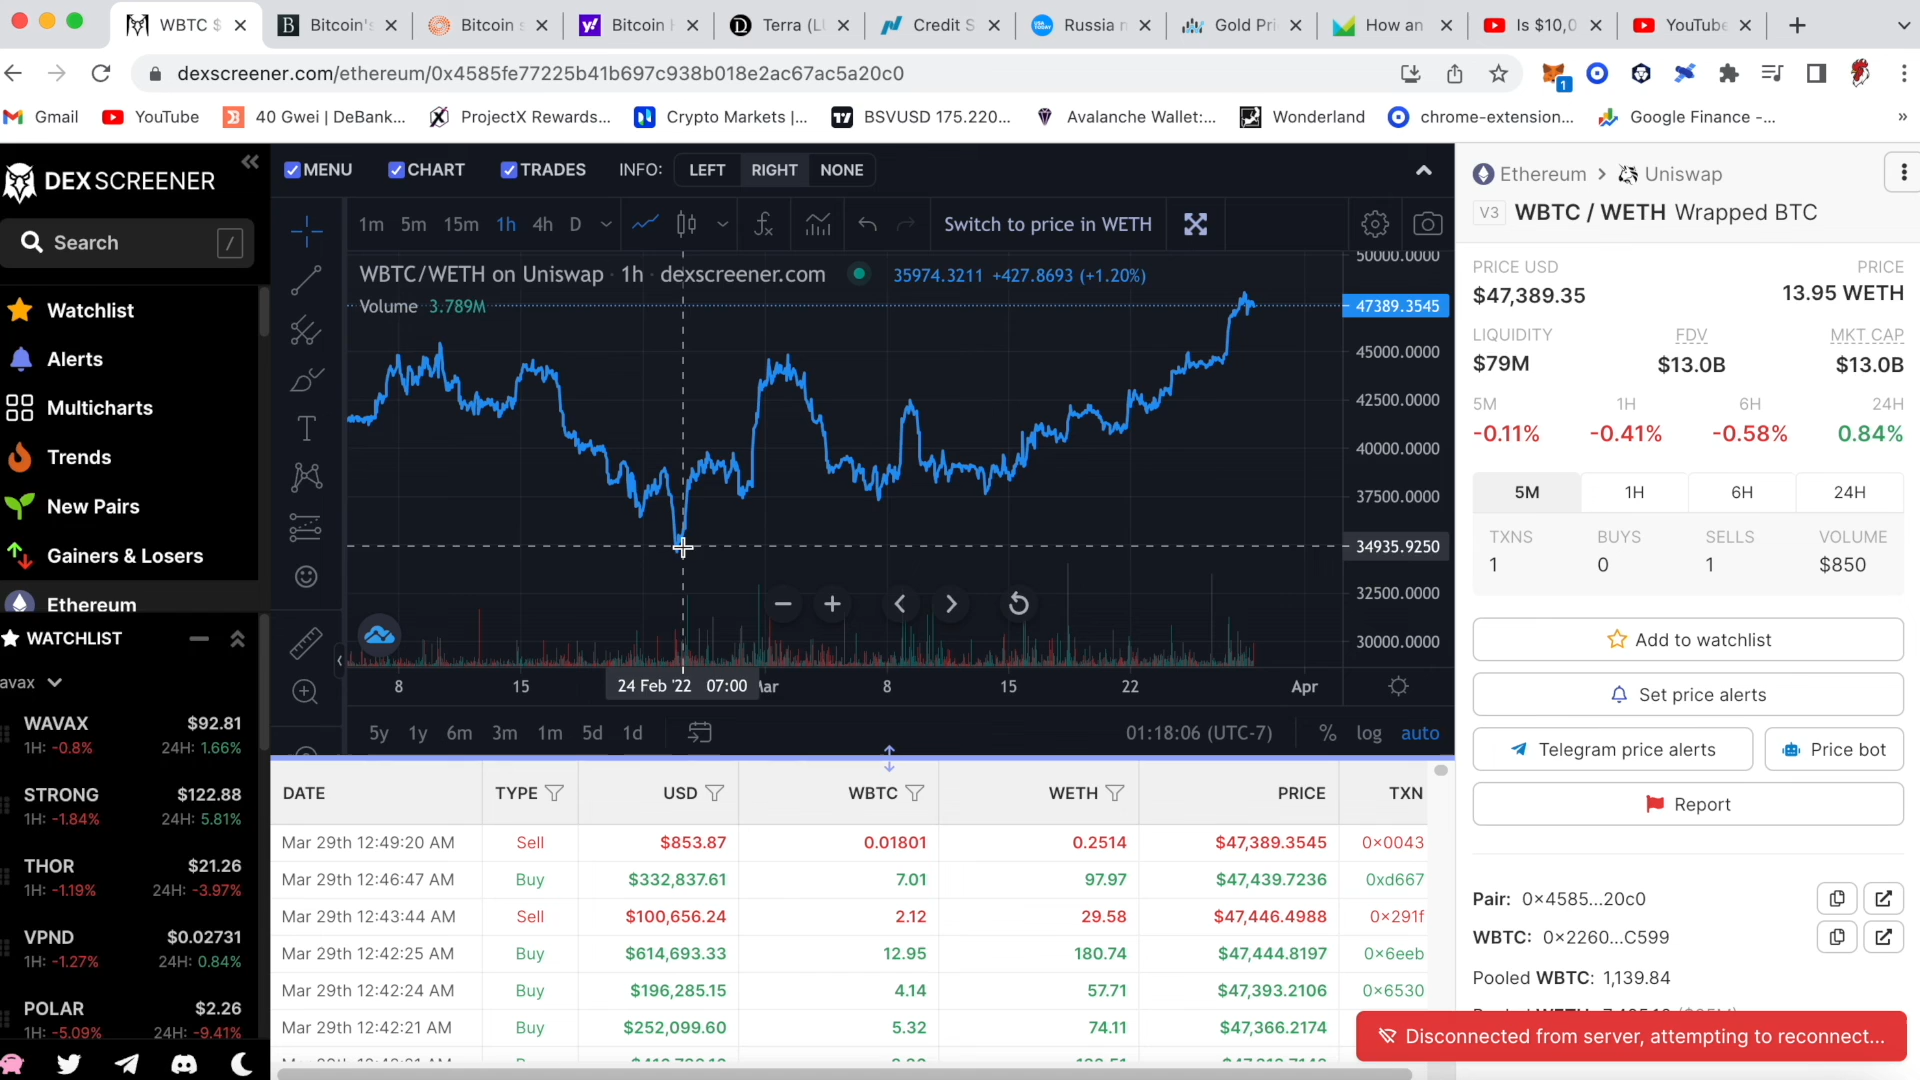 WBTC $
Bitcoin's
Bitcoin s
Bitcoin
Terra (L
Credit S
Russia
Gold Pri
How an
Is $10,0
YouTube
dexscreener.com/ethereum/0x4585fe77225b41b697c938b018e2ac67ac5a20c0
1
Gmail
YouTube
40 Gwei | DeBank...
ProjectX Rewards...
Crypto Markets |...
BSVUSD 175.220...
Avalanche Wallet:...
Wonderland
chrome-extension...
Google Finance -...
»
DEX SCREENER
Search /
Watchlist
Alerts
Multicharts
Trends
New Pairs
Gainers & Losers
Ethereum
WATCHLIST
avax
WAVAX $92.81
1H: -0.8% 24H: 1.66%
STRONG $122.88
1H: -1.84% 24H: 5.81%
THOR $21.26
1H: -1.19% 24H: -3.97%
VPND $0.02731
1H: -1.27% 24H: 0.84%
POLAR $2.26
1H: -5.09% 24H: -9.41%
MENU CHART TRADES INFO: LEFT RIGHT NONE
1m 5m 15m 1h 4h D Switch to price in WETH
WBTC/WETH on Uniswap · 1h · dexscreener.com 35974.3211 +427.8693 (+1.20%)
Volume 3.789M
50000.0000
47389.3545
45000.0000
42500.0000
40000.0000
37500.0000
34935.9250
32500.0000
30000.0000
8 15 24 Feb '22 07:00 8 15 22 Apr
5y 1y 6m 3m 1m 5d 1d 01:18:06 (UTC-7) % log auto
DATE TYPE USD WBTC WETH PRICE TXN
Mar 29th 12:49:20 AM Sell $853.87 0.01801 0.2514 $47,389.3545 0x0043
Mar 29th 12:46:47 AM Buy $332,837.61 7.01 97.97 $47,439.7236 0xd667
Mar 29th 12:43:44 AM Sell $100,656.24 2.12 29.58 $47,446.4988 0x291f
Mar 29th 12:42:25 AM Buy $614,693.33 12.95 180.74 $47,444.8197 0x6eeb
Mar 29th 12:42:24 AM Buy $196,285.15 4.14 57.71 $47,393.2106 0x6530
Mar 29th 12:42:21 AM Buy $252,099.60 5.32 74.11 $47,366.2174
Ethereum > Uniswap
V3 WBTC / WETH Wrapped BTC
PRICE USD PRICE
$47,389.35 13.95 WETH
LIQUIDITY FDV MKT CAP
$79M $13.0B $13.0B
5M 1H 6H 24H
-0.11% -0.41% -0.58% 0.84%
5M 1H 6H 24H
TXNS BUYS SELLS VOLUME
1 0 1 $850
Add to watchlist
Set price alerts
Telegram price alerts
Price bot
Report
Pair: 0x4585...20c0
WBTC: 0x2260...C599
Pooled WBTC: 1,139.84
Disconnected from server, attempting to reconnect...